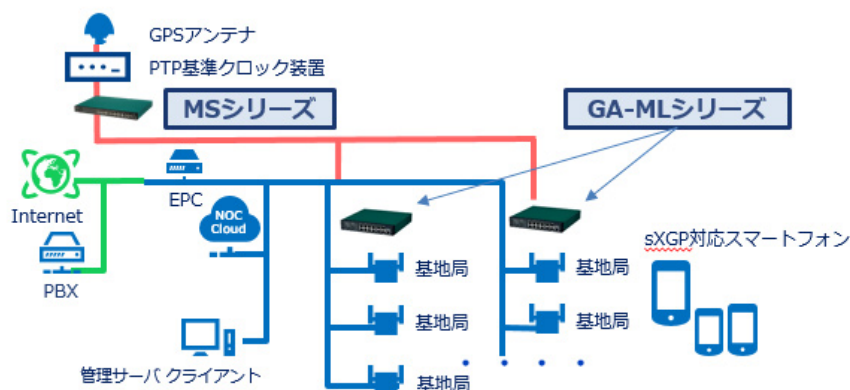 GPSアンテナ
PTP基準クロック装置
MSシリーズ
GA-MLシリーズ
EPC
Internet
NOC
Cloud
sXGP対応スマートフォン
PBX
基地局
基地局
基地局
基地局
管理サーバ クライアント
基地局